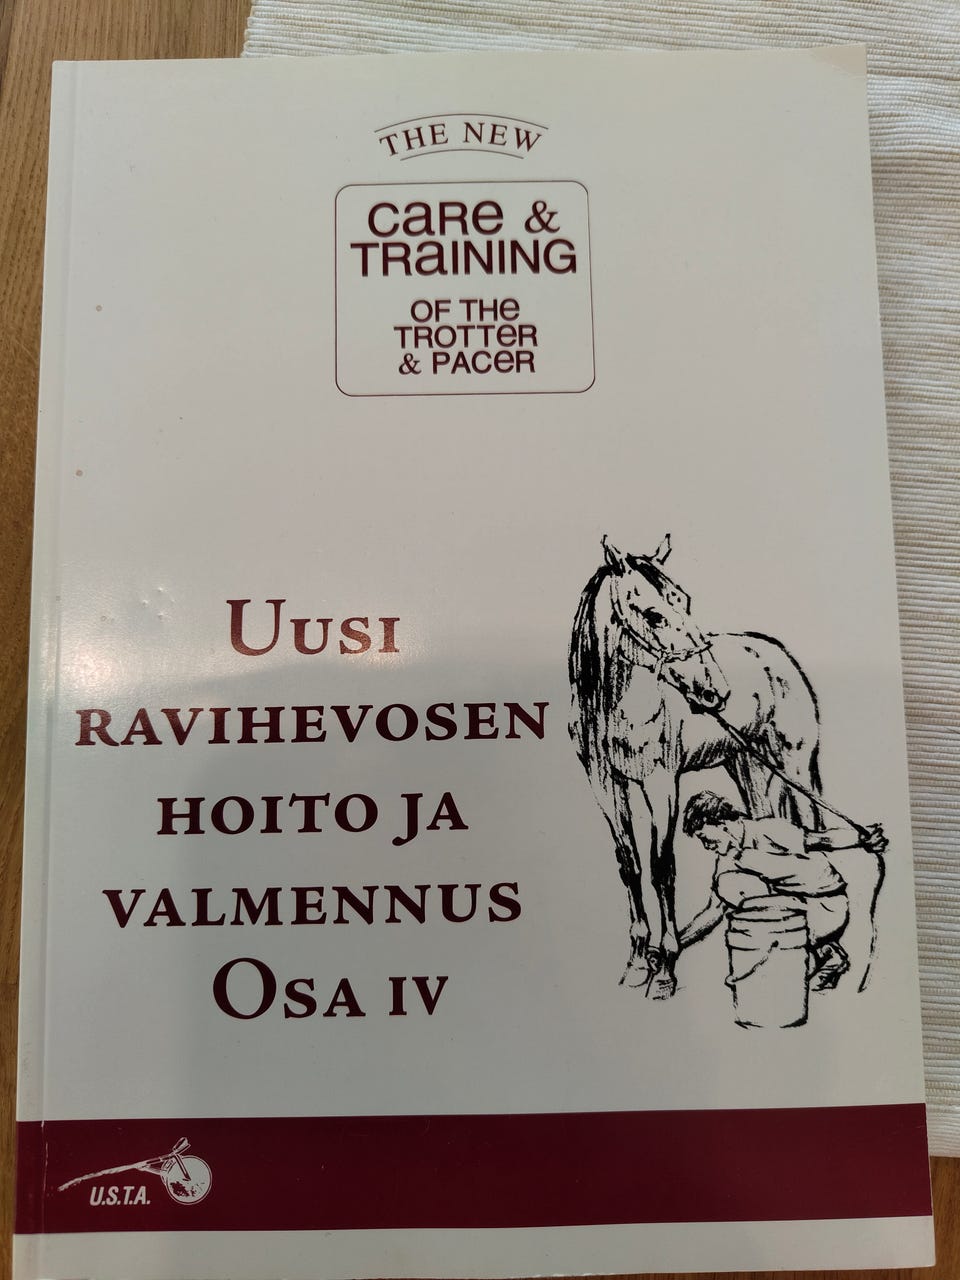 THE NEW
CARE &
TRAINING
OF THE
TROTTER
& PACER
UUSI
RAVIHEVOSEN
HOITO JA
VALMENNUS
OSA IV
U.S.T.A.